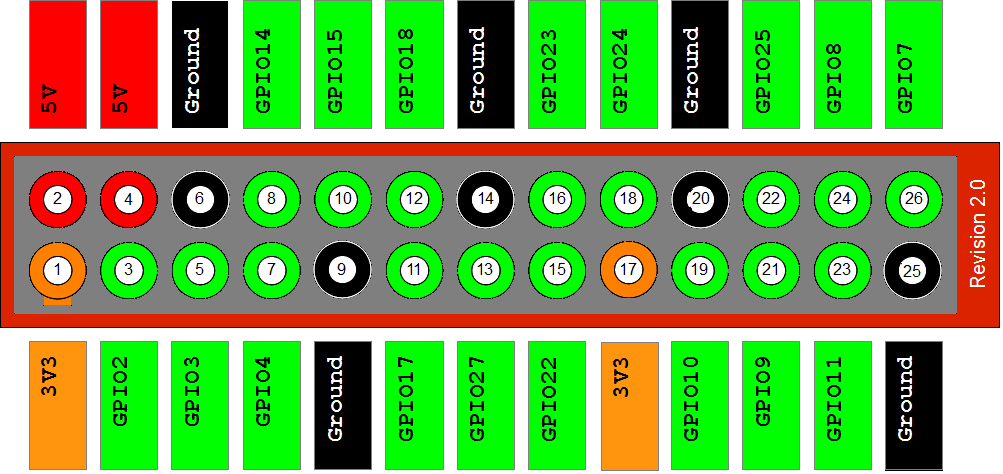 5V 5V Ground GPIO14 GPIO15 GPIO18 Ground GPIO23 GPIO24 Ground GPIO25 GPIO8 GPIO7
2 4 6 8 10 12 14 16 18 20 22 24 26
1 3 5 7 9 11 13 15 17 19 21 23 25
Revision 2.0
3V3 GPIO2 GPIO3 GPIO4 Ground GPIO17 GPIO27 GPIO22 3V3 GPIO10 GPIO9 GPIO11 Ground